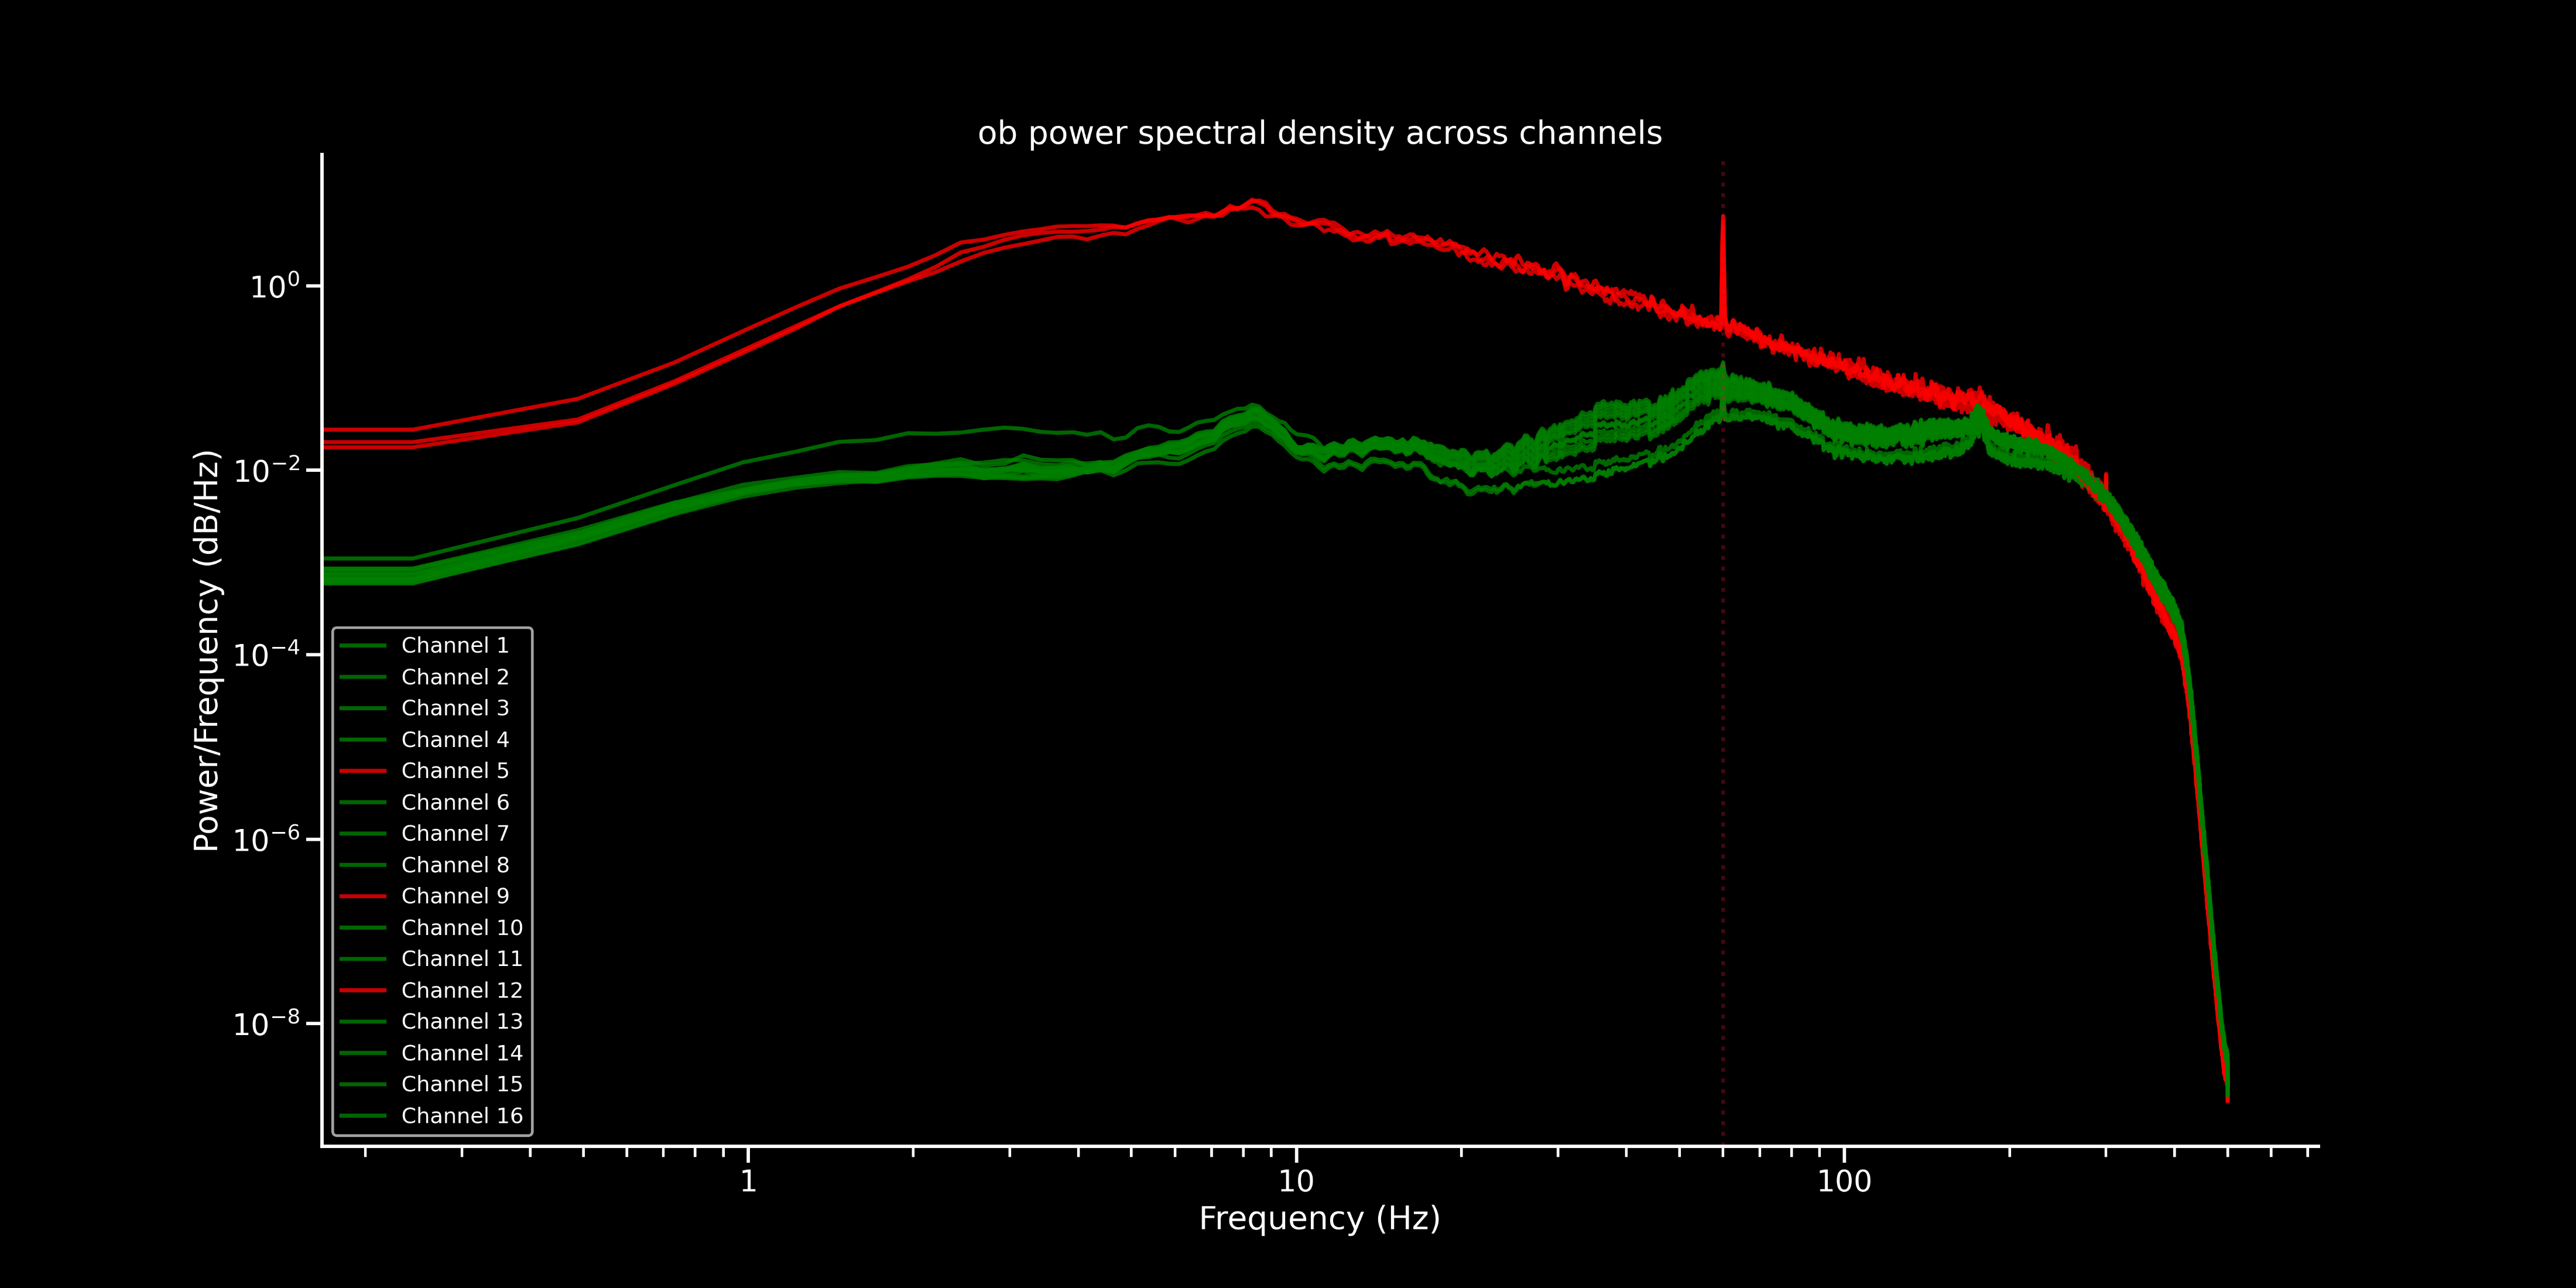 ob power spectral density across channels
Power/Frequency (dB/Hz)
10⁰
10⁻²
10⁻⁴
10⁻⁶
10⁻⁸
Channel 1
Channel 2
Channel 3
Channel 4
Channel 5
Channel 6
Channel 7
Channel 8
Channel 9
Channel 10
Channel 11
Channel 12
Channel 13
Channel 14
Channel 15
Channel 16
1 10 100
Frequency (Hz)